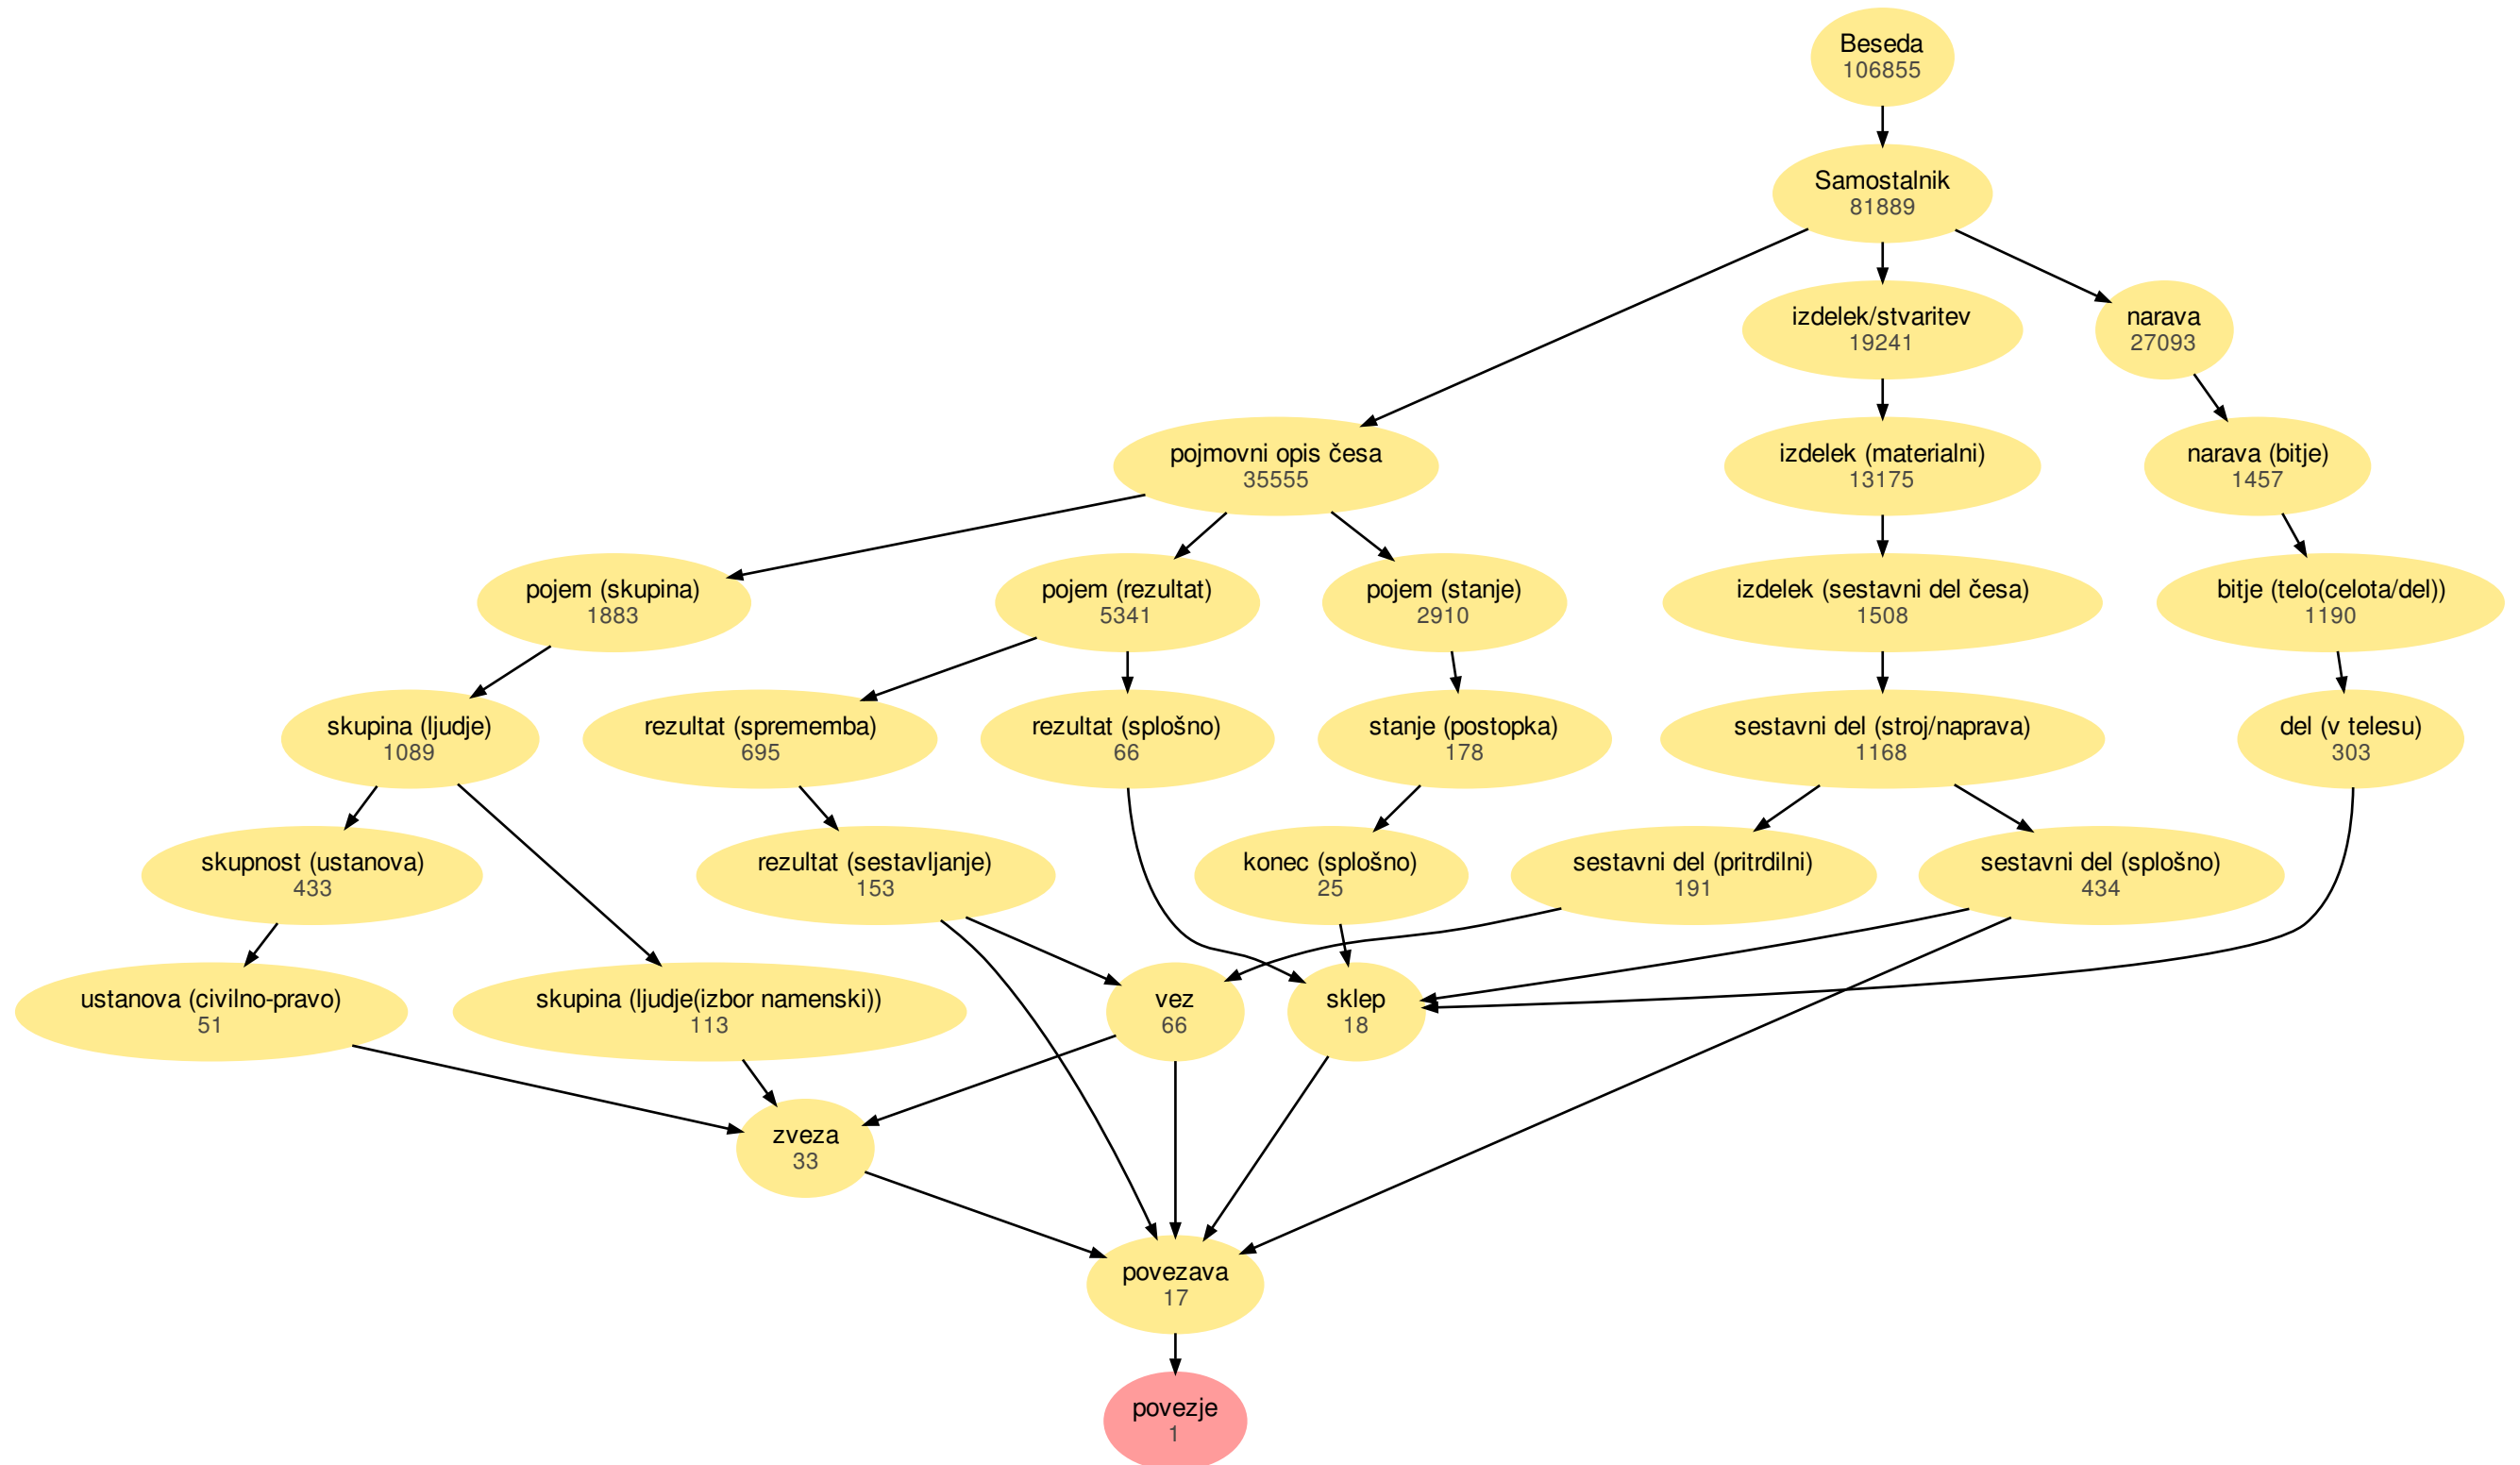 Beseda
106855
Samostalnik
81889
izdelek/stvaritev
19241
narava
27093
pojmovni opis česa
35555
izdelek (materialni)
13175
narava (bitje)
1457
pojem (skupina)
1883
pojem (rezultat)
5341
pojem (stanje)
2910
izdelek (sestavni del česa)
1508
bitje (telo(celota/del))
1190
skupina (ljudje)
1089
rezultat (sprememba)
695
rezultat (splošno)
66
stanje (postopka)
178
sestavni del (stroj/naprava)
1168
del (v telesu)
303
skupnost (ustanova)
433
rezultat (sestavljanje)
153
konec (splošno)
25
sestavni del (pritrdilni)
191
sestavni del (splošno)
434
ustanova (civilno-pravo)
51
skupina (ljudje(izbor namenski))
113
vez
66
sklep
18
zveza
33
povezava
17
povezje
1